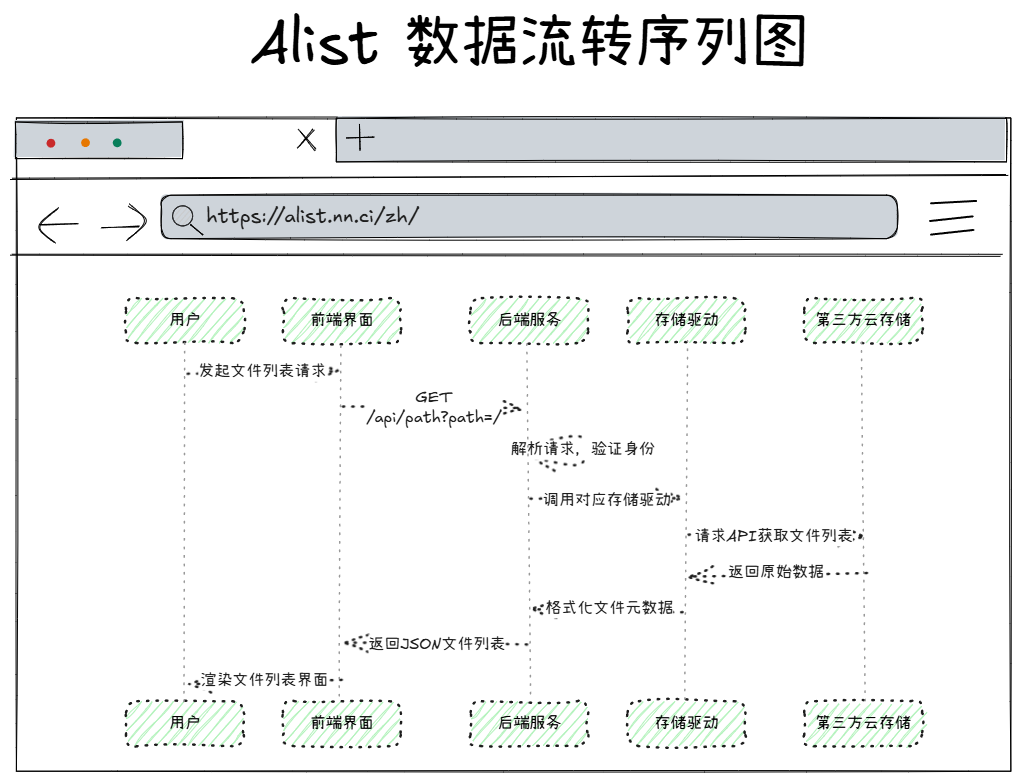 Alist 数据流转序列图
https://alist.nn.ci/zh/
用户 前端界面 后端服务 存储驱动 第三方云存储
发起文件列表请求
GET
/api/path?path=/
解析请求，验证身份
调用对应存储驱动
请求API获取文件列表
返回原始数据
格式化文件元数据
返回JSON文件列表
渲染文件列表界面
用户 前端界面 后端服务 存储驱动 第三方云存储